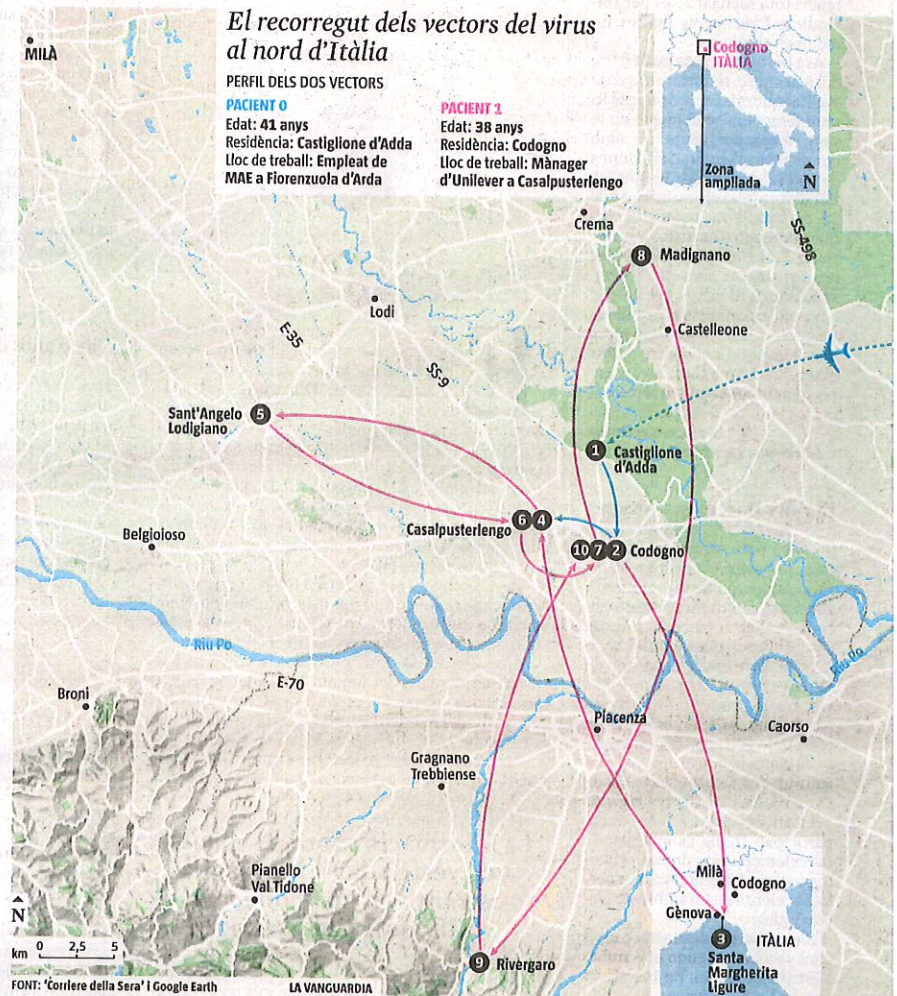 El recorregut dels vectors del virus
al nord d'Itàlia
PERFIL DELS DOS VECTORS
PACIENT 0
Edat: 41 anys
Residència: Castiglione d'Adda
Lloc de treball: Empleat de
MAE a Fiorenzuola d'Arda
PACIENT 1
Edat: 38 anys
Residència: Codogno
Lloc de treball: Mànager
d'Unilever a Casalpusterlengo
Codogno
ITÀLIA
Zona
ampliada
N
MILÀ
Crema
SS-498
8 Madignano
Lodi
E-35
Castelleone
SS-9
Sant'Angelo
Lodigiano
5
1 Castiglione
d'Adda
Casalpusterlengo 6 4
Belgioioso
10 7 2 Codogno
Riu Po
Riu Po
E-70
Broni
Piacenza
Caorso
Gragnano
Trebbiense
Pianello
Val Tidone
Milà
Codogno
Gènova
3 ITÀLIA
Santa
Margherita
Ligure
N
km 0 2,5 5
9 Rivergaro
FONT: 'Corriere della Sera' i Google Earth
LA VANGUARDIA